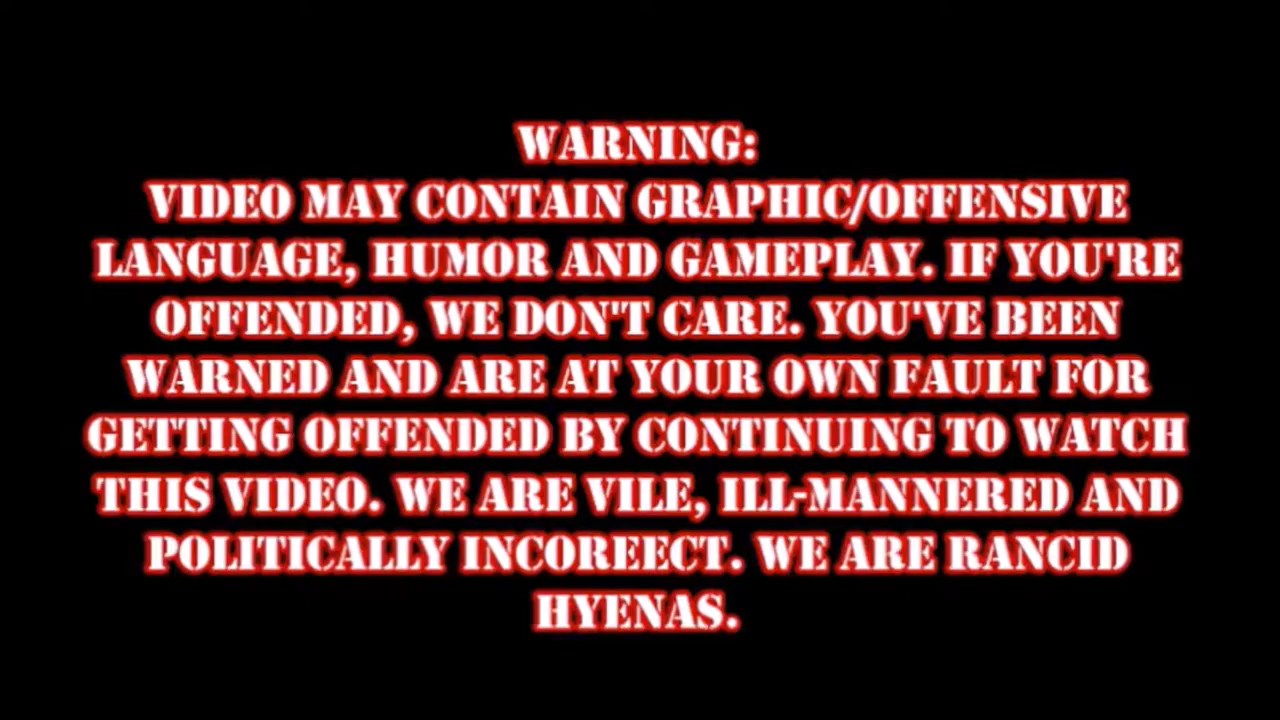 WARNING:
VIDEO MAY CONTAIN GRAPHIC/OFFENSIVE
LANGUAGE, HUMOR AND GAMEPLAY. IF YOU'RE
OFFENDED, WE DON'T CARE. YOU'VE BEEN
WARNED AND ARE AT YOUR OWN FAULT FOR
GETTING OFFENDED BY CONTINUING TO WATCH
THIS VIDEO. WE ARE VILE, ILL-MANNERED AND
POLITICALLY INCOREECT. WE ARE RANCID
HYENAS.